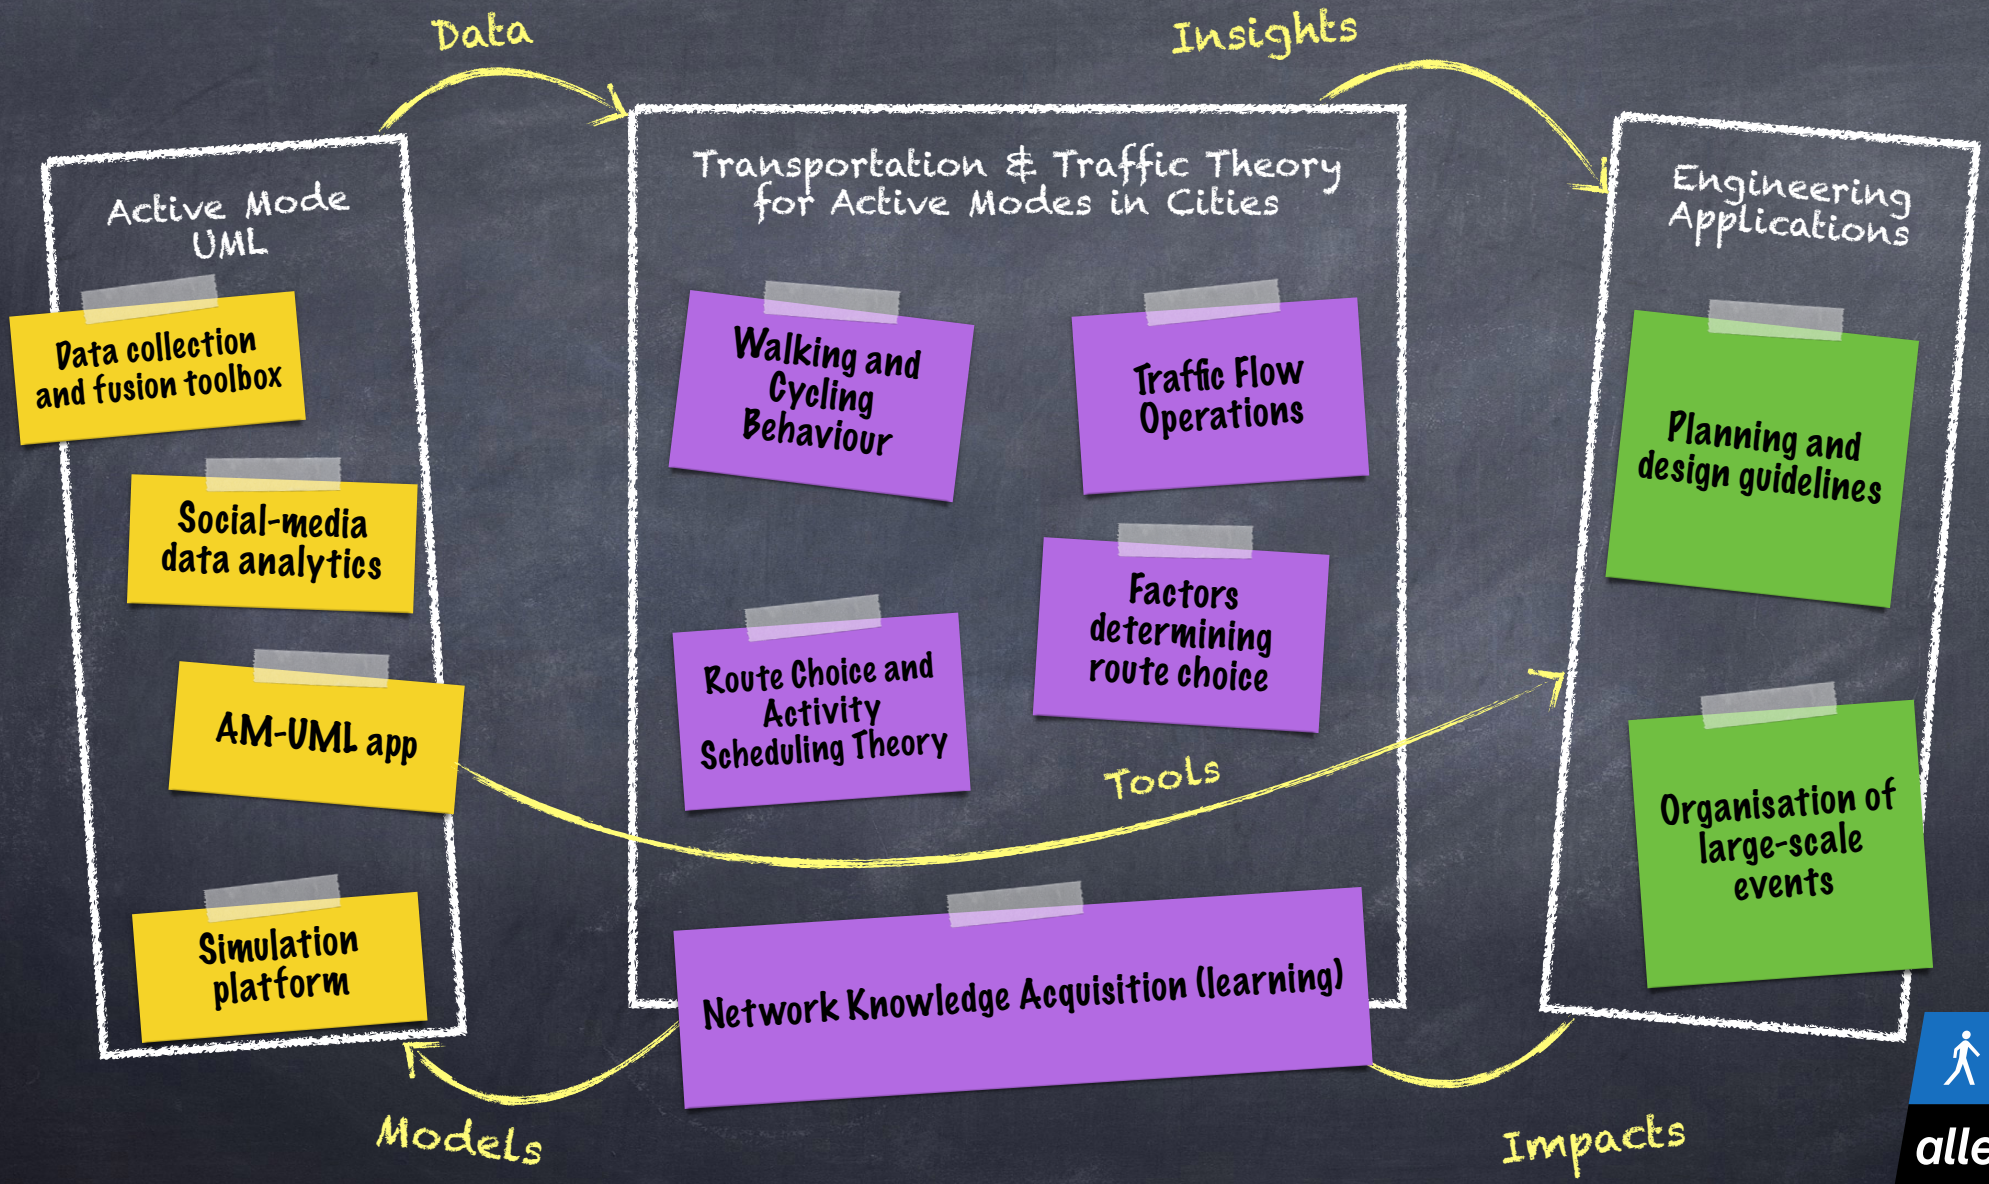 Data
Insights
Active Mode
UML
Data collection
and fusion toolbox
Social-media
data analytics
AM-UML app
Simulation
platform
Transportation & Traffic Theory
for Active Modes in Cities
Walking and
Cycling
Behaviour
Traffic Flow
Operations
Route Choice and
Activity
Scheduling Theory
Factors
determining
route choice
Tools
Network Knowledge Acquisition (learning)
Engineering
Applications
Planning and
design guidelines
Organisation of
large-scale
events
Models
Impacts
alle